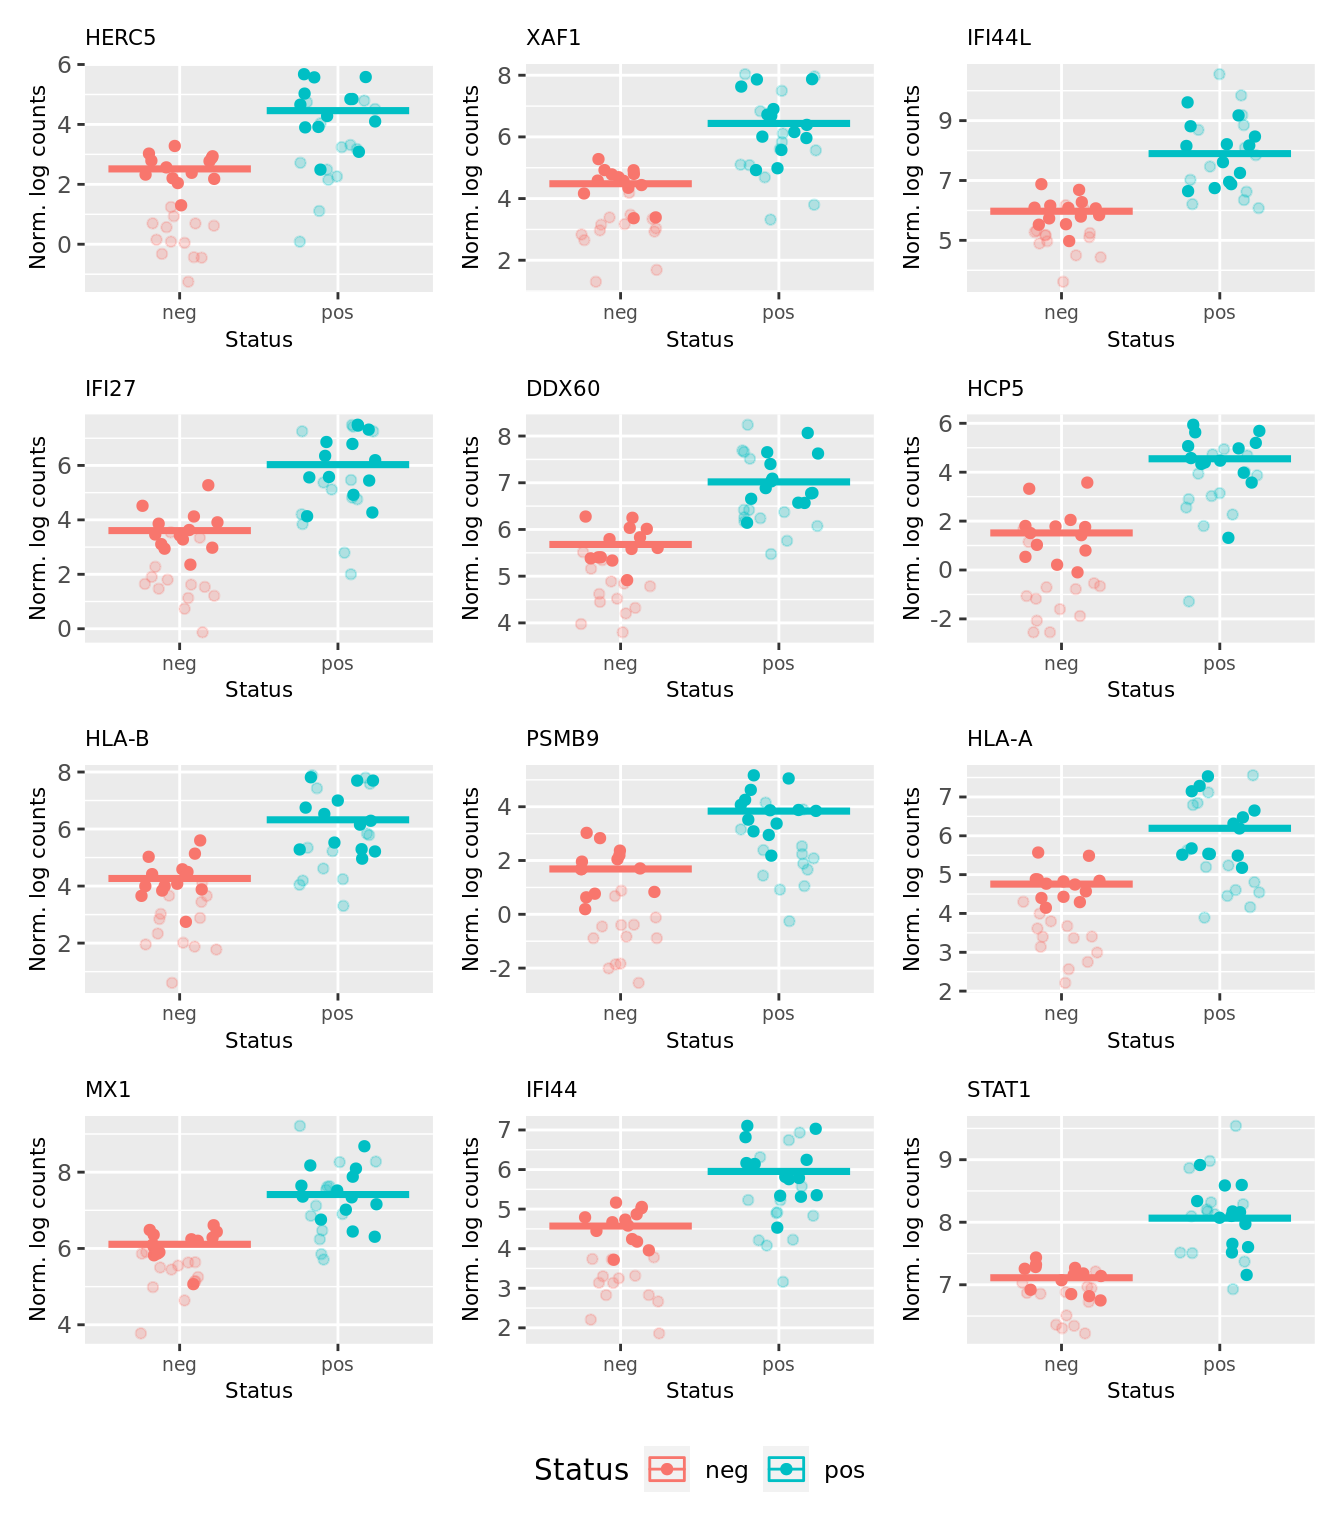 HERC5 XAF1 IFI44L
Norm. log counts Norm. log counts Norm. log counts
6 8
9
4 6
7
2 4
5
0 2
neg pos neg pos neg pos
Status Status Status
IFI27 DDX60 HCP5
Norm. log counts Norm. log counts Norm. log counts
8 6
6 7 4
4 6 2
5 0
2
0 4 -2
neg pos neg pos neg pos
Status Status Status
HLA-B PSMB9 HLA-A
Norm. log counts Norm. log counts Norm. log counts
8 4 7
6 2 6
5
4 0 4
3
2 -2 2
neg pos neg pos neg pos
Status Status Status
MX1 IFI44 STAT1
Norm. log counts Norm. log counts Norm. log counts
7 9
8 6
5 8
6 4
3 7
4 2
neg pos neg pos neg pos
Status Status Status
Status neg pos